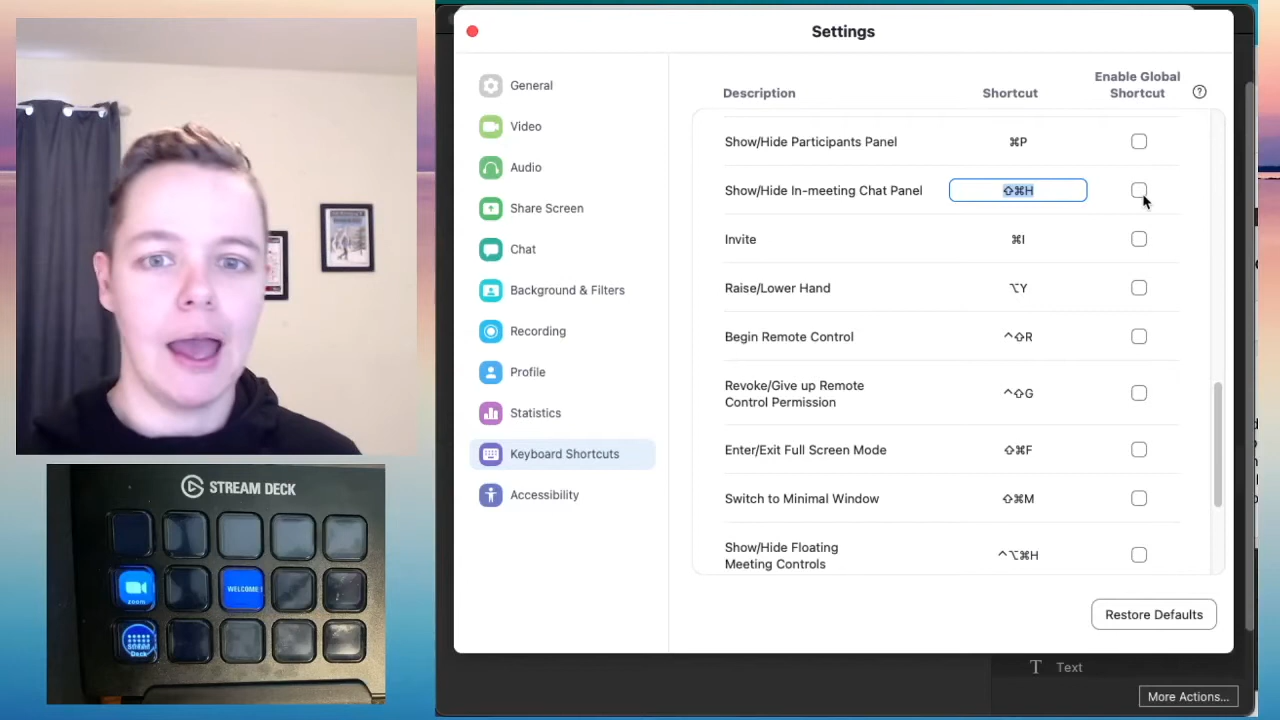 Settings
General
Video
Audio
Share Screen
Chat
Background & Filters
Recording
Profile
Statistics
Keyboard Shortcuts
Accessibility
Description
Shortcut
Enable Global
Shortcut
?
Show/Hide Participants Panel
⌘P
Show/Hide In-meeting Chat Panel
⇧⌘H
Invite
⌘I
Raise/Lower Hand
⌥Y
Begin Remote Control
^⇧R
Revoke/Give up Remote
Control Permission
^⇧G
Enter/Exit Full Screen Mode
⇧⌘F
Switch to Minimal Window
⇧⌘M
Show/Hide Floating
Meeting Controls
^⌥⌘H
Restore Defaults
T Text
More Actions...
STREAM DECK
zoom
WELCOME
STREAM
Deck